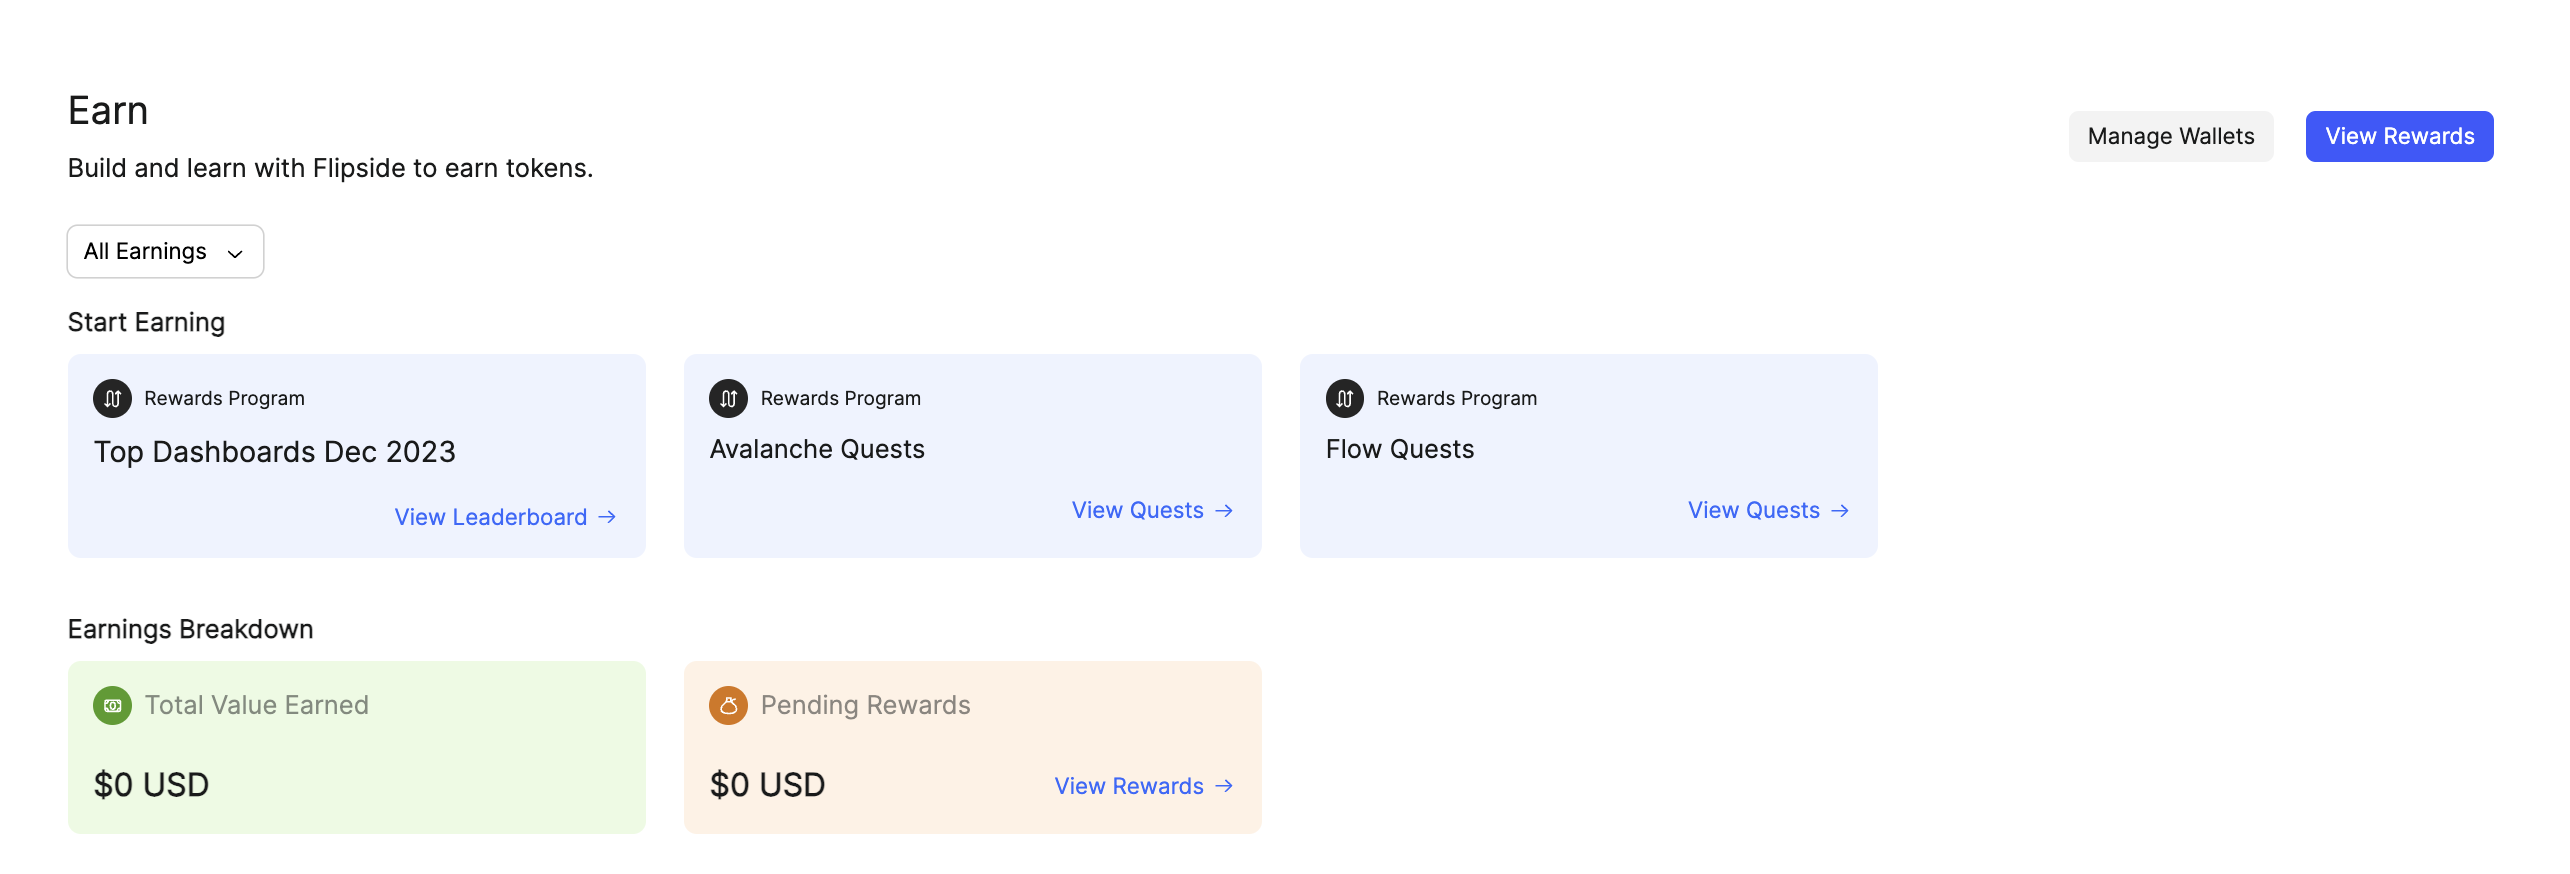 Earn
Build and learn with Flipside to earn tokens.
Manage Wallets
View Rewards
All Earnings
Start Earning
Rewards Program
Top Dashboards Dec 2023
View Leaderboard →
Rewards Program
Avalanche Quests
View Quests →
Rewards Program
Flow Quests
View Quests →
Earnings Breakdown
Total Value Earned
$0 USD
Pending Rewards
$0 USD
View Rewards →